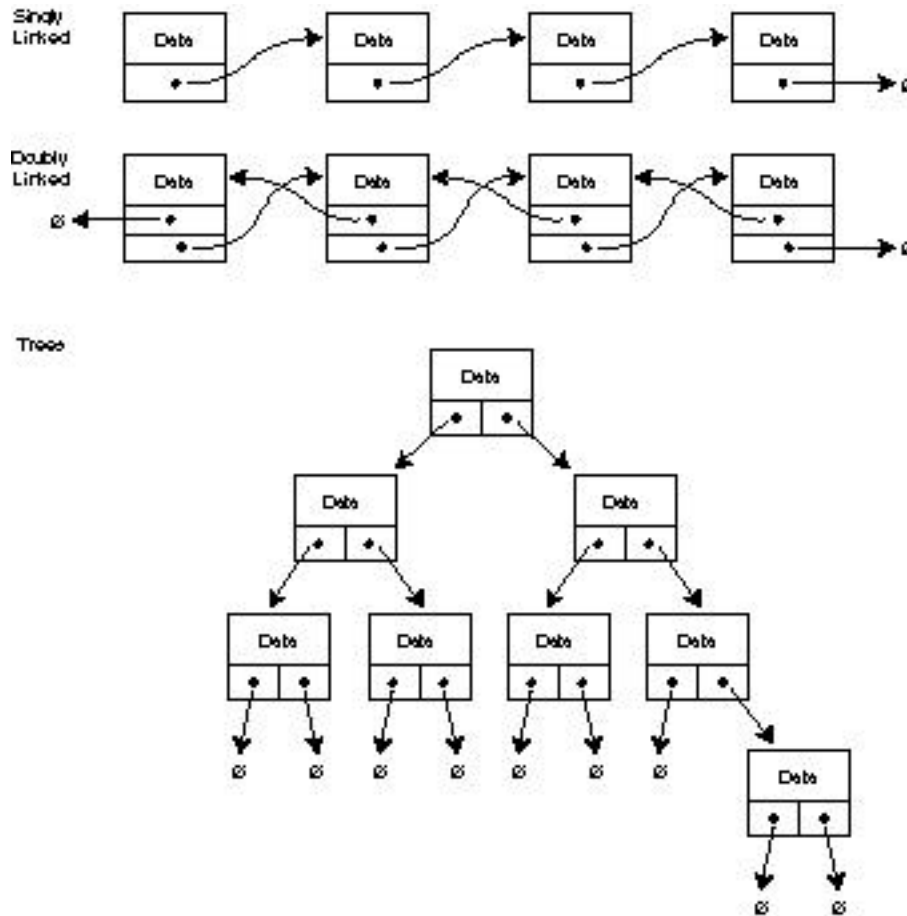 Singly
Linked
Data Data Data Data
Ø
Doubly
Linked
Data Data Data Data
Ø
Ø
Trees
Data
Data Data
Data Data Data Data
Ø Ø Ø Ø Ø Ø Ø
Data
Ø Ø